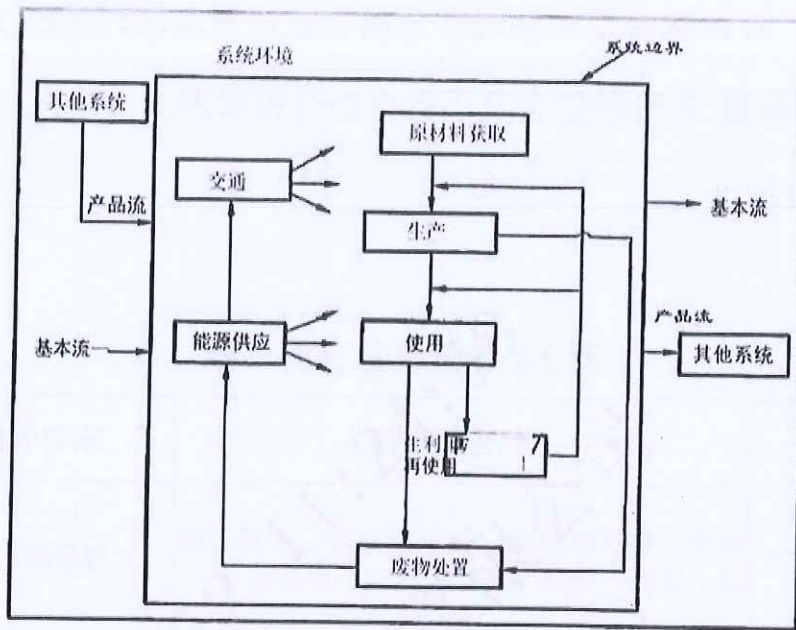 系统环境
系统边界
其他系统
原材料获取
交通
产品流
基本流
生产
产品流
基本流
能源供应
使用
其他系统
再使用
废物处置